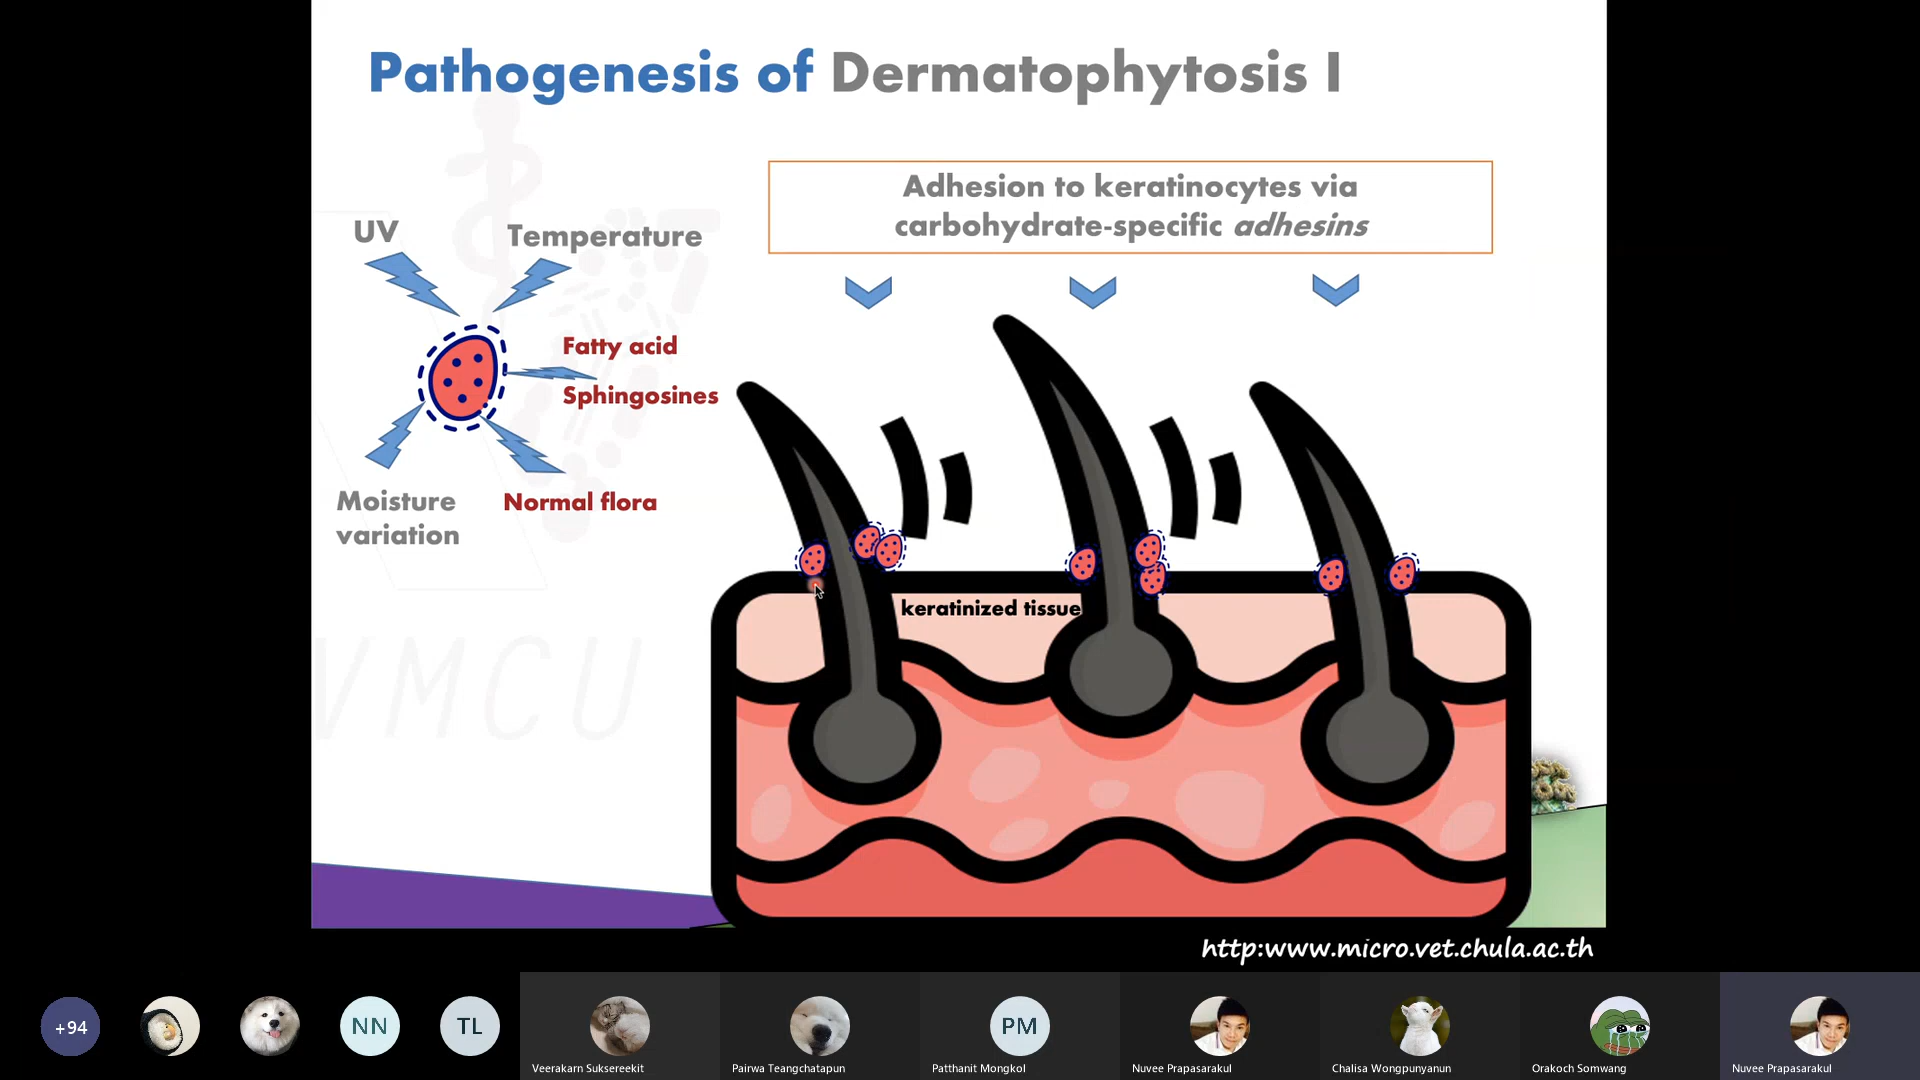 Pathogenesis of Dermatophytosis I
Adhesion to keratinocytes via
carbohydrate-specific adhesins
UV
Temperature
Fatty acid
Sphingosines
Moisture
variation
Normal flora
keratinized tissue
VMCU
http:www.micro.vet.chula.ac.th
+94
NN
TL
PM
Veerakarn Suksereekit
Pairwa Teangchatapun
Patthanit Mongkol
Nuvee Prapasarakul
Chalisa Wongpunyanun
Orakoch Somwang
Nuvee Prapasarakul